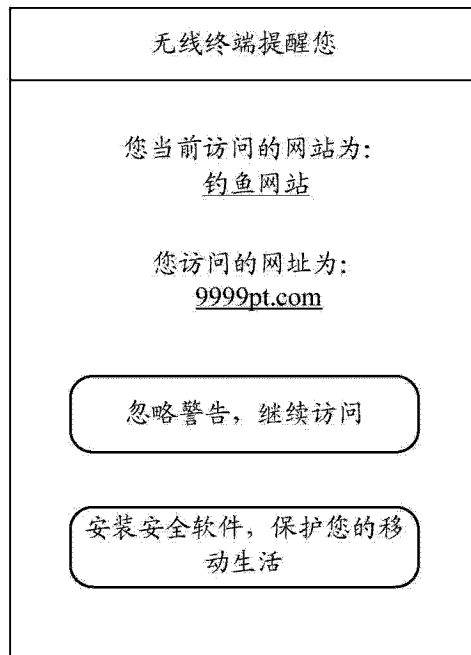 无线终端提醒您
您当前访问的网站为:
钓鱼网站
您访问的网址为:
9999pt.com
忽略警告，继续访问
安装安全软件，保护您的移
动生活